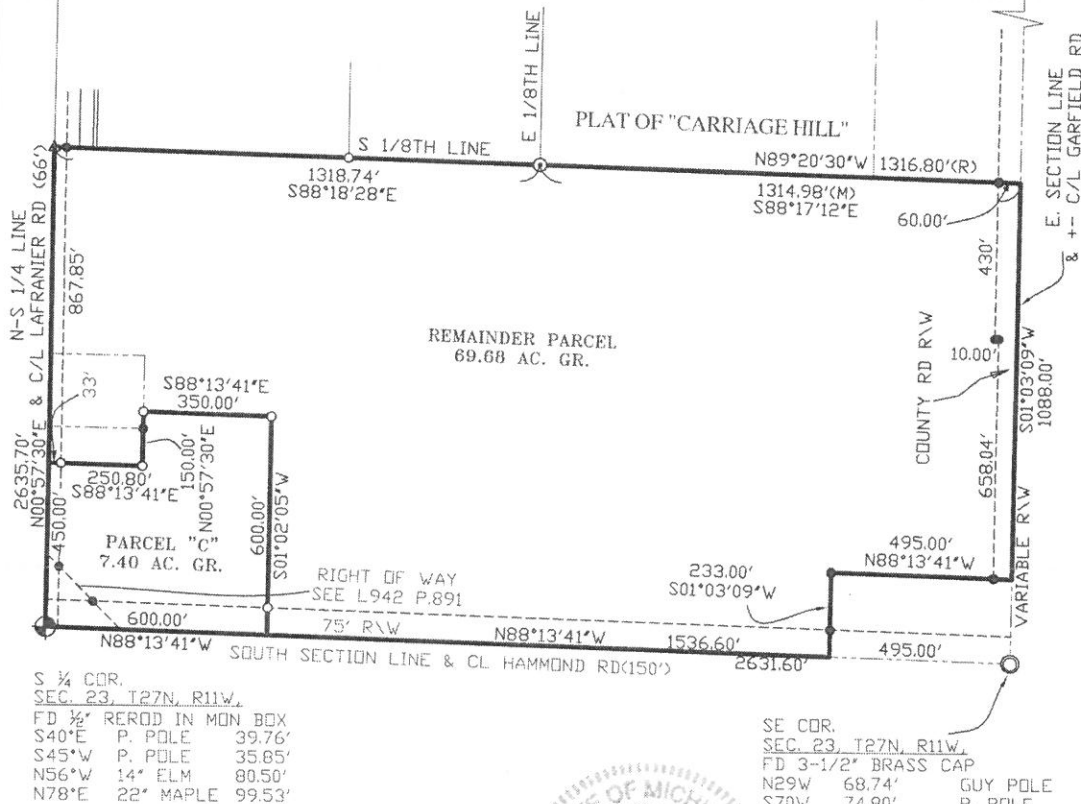 E 1/8TH LINE
PLAT OF "CARRIAGE HILL"
S 1/8TH LINE
1318.74'
S88°18'28"E
N89°20'30"W 1316.80'(R)
1314.98'(M)
S88°17'12"E
60.00'
E. SECTION LINE
& +- C/L GARFIELD RD
N-S 1/4 LINE
& C/L LAFRANIER RD (66')
2635.70'
N00°57'30"E
867.85'
33'
430'
10.00'
COUNTY RD R\W
S01°03'09"W
1088.00'
658.04'
VARIABLE R\W
REMAINDER PARCEL
69.68 AC. GR.
S88°13'41"E
350.00'
150.00'
N00°57'30"E
250.80'
S88°13'41"E
450.00'
600.00'
S01°02'05"W
PARCEL "C"
7.40 AC. GR.
RIGHT OF WAY
SEE L942 P.891
233.00'
S01°03'09"W
495.00'
N88°13'41"W
600.00'
N88°13'41"W
75' R\W
N88°13'41"W
1536.60'
2631.60'
495.00'
SOUTH SECTION LINE & CL HAMMOND RD(150')
S ¼ COR.
SEC. 23, T27N, R11W,
FD ½" REROD IN MON BOX
S40°E P. POLE 39.76'
S45°W P. POLE 35.85'
N56°W 14" ELM 80.50'
N78°E 22" MAPLE 99.53'
SE COR.
SEC. 23, T27N, R11W,
FD 3-1/2" BRASS CAP
N29W 68.74' GUY POLE
S70W 74.80' P. POLE
OF MICHI